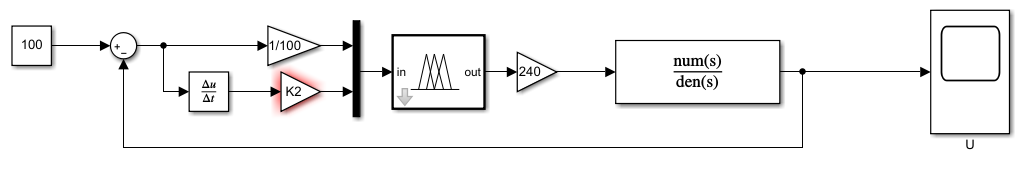 100
+
−
1/100
Δu
Δt
K2
in
out
240
num(s)
den(s)
U